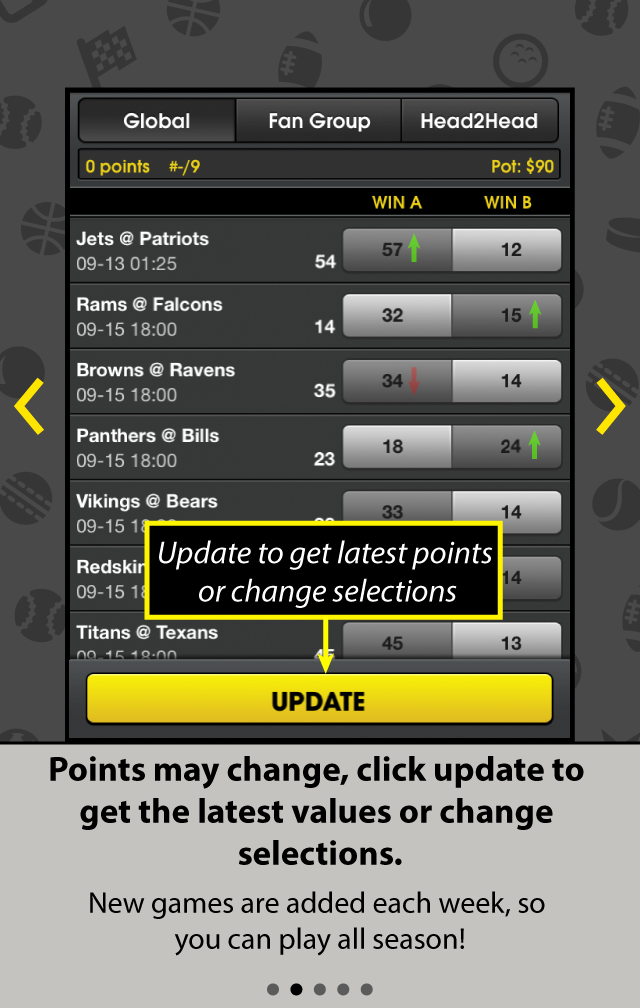 Global Fan Group Head2Head
0 points #-/9 Pot: $90
WIN A WIN B
Jets @ Patriots
09-13 01:25 54 57 12
Rams @ Falcons
09-15 18:00 14 32 15
Browns @ Ravens
09-15 18:00 35 34 14
Panthers @ Bills
09-15 18:00 23 18 24
Vikings @ Bears
09-15 33 14
14
Titans @ Texans
09-15 18:00 45 13
Update to get latest points
or change selections
UPDATE
Points may change, click update to
get the latest values or change
selections.
New games are added each week, so
you can play all season!